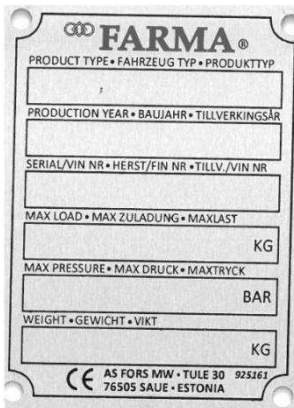 FARMA®
PRODUCT TYPE • FAHRZEUG TYP • PRODUKTTYP
PRODUCTION YEAR • BAUJAHR • TILLVERKINGSÅR
SERIAL/VIN NR • HERST/FIN NR • TILLV./VIN NR
MAX LOAD • MAX ZULADUNG • MAXLAST
KG
MAX PRESSURE • MAX DRUCK • MAXTRYCK
BAR
WEIGHT • GEWICHT • VIKT
KG
CE AS FORS MW • TULE 30 925161
76505 SAUE • ESTONIA